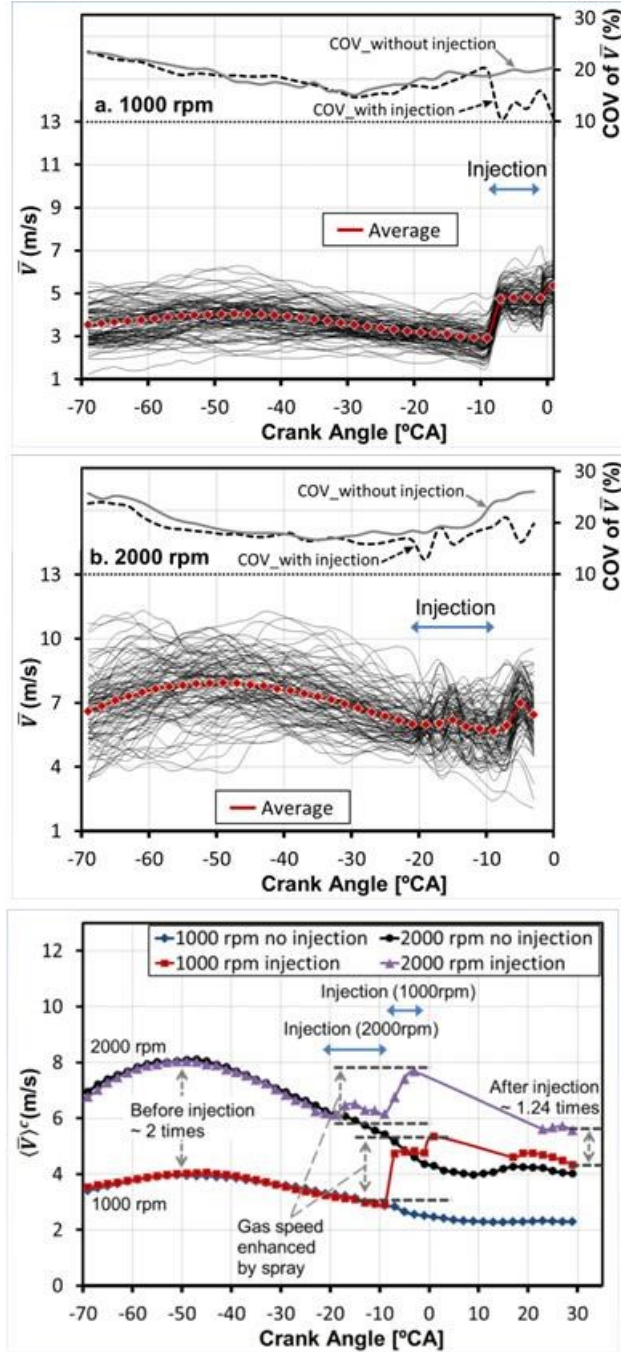 COV_without injection
a. 1000 rpm
COV_with injection
30
20
10
COV of V̅ (%)
13
11
9
7
5
3
1
V̅ (m/s)
Injection
Average
-70 -60 -50 -40 -30 -20 -10 0
Crank Angle [ºCA]
COV_without injection
b. 2000 rpm
COV_with injection
30
20
10
COV of V̅ (%)
13
10
7
4
1
V̅ (m/s)
Injection
Average
-70 -60 -50 -40 -30 -20 -10 0
Crank Angle [ºCA]
12
10
8
6
4
2
0
⟨V̅⟩ᶜ(m/s)
1000 rpm no injection 2000 rpm no injection
1000 rpm injection 2000 rpm injection
Injection (1000rpm)
Injection (2000rpm)
2000 rpm
Before injection
~ 2 times
After injection
~ 1.24 times
1000 rpm
Gas speed
enhanced
by spray
-70 -60 -50 -40 -30 -20 -10 0 10 20 30
Crank Angle [ºCA]